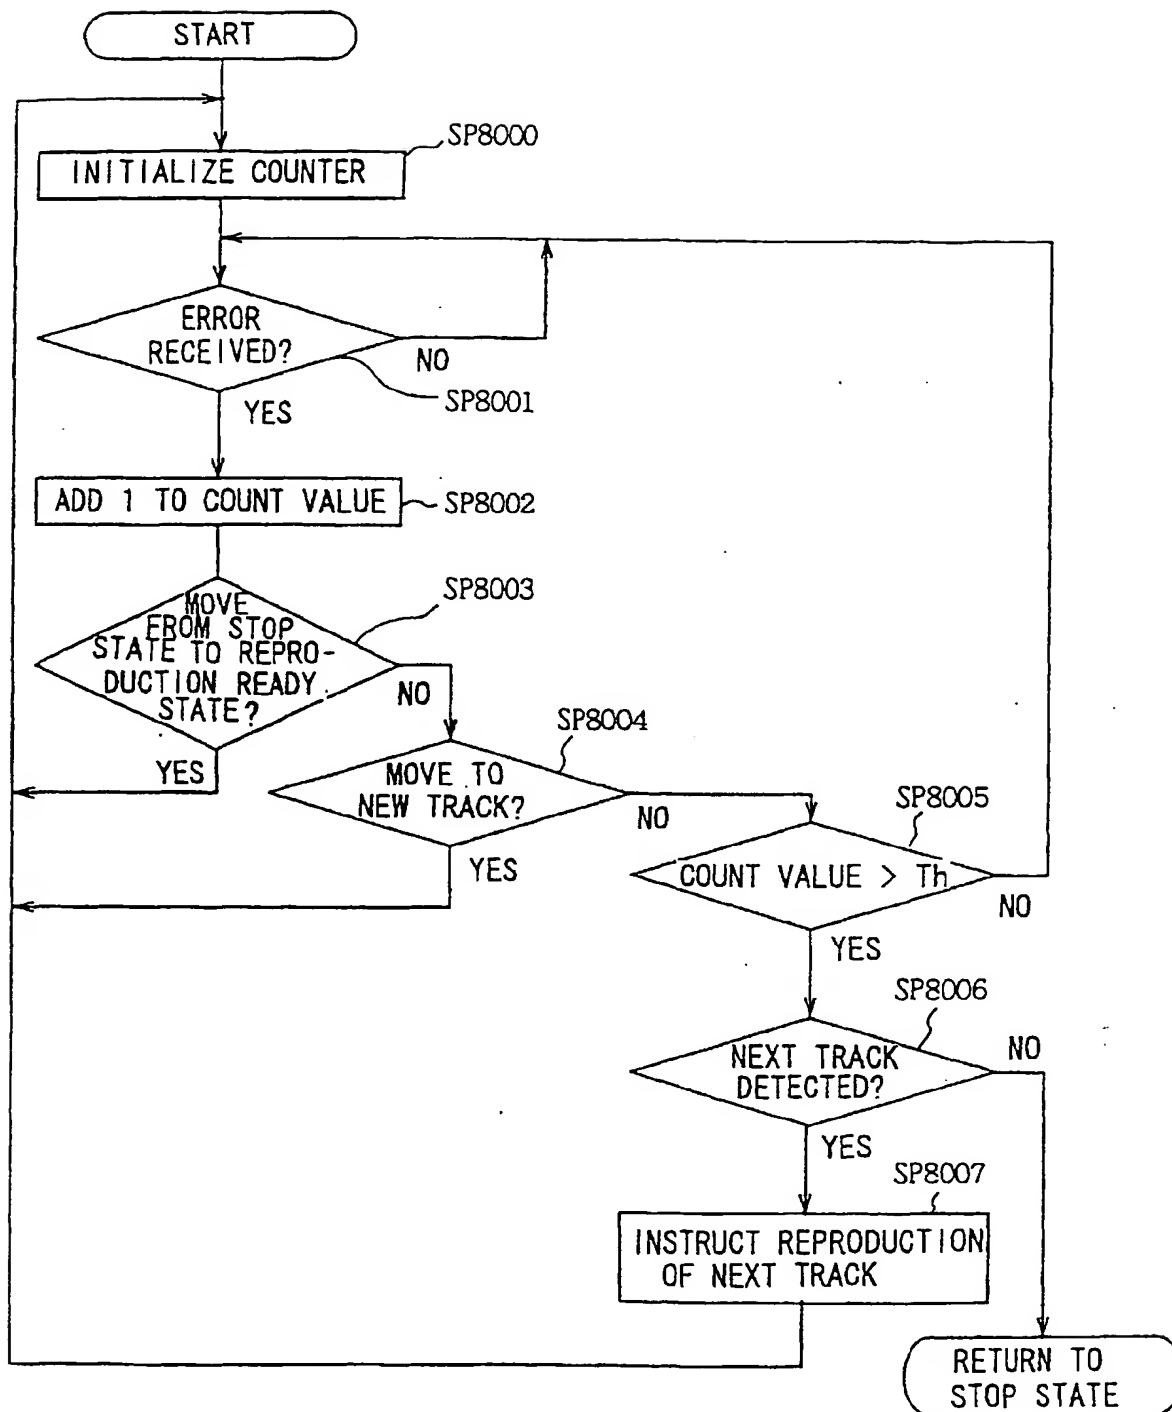 START
SP8000
INITIALIZE COUNTER
ERROR
RECEIVED?
NO
SP8001
YES
ADD 1 TO COUNT VALUE
SP8002
SP8003
MOVE
FROM STOP
STATE TO REPRO-
DUCTION READY
STATE?
NO
YES
SP8004
MOVE TO
NEW TRACK?
NO
YES
SP8005
COUNT VALUE > Th
NO
YES
SP8006
NEXT TRACK
DETECTED?
NO
YES
SP8007
INSTRUCT REPRODUCTION
OF NEXT TRACK
RETURN TO
STOP STATE